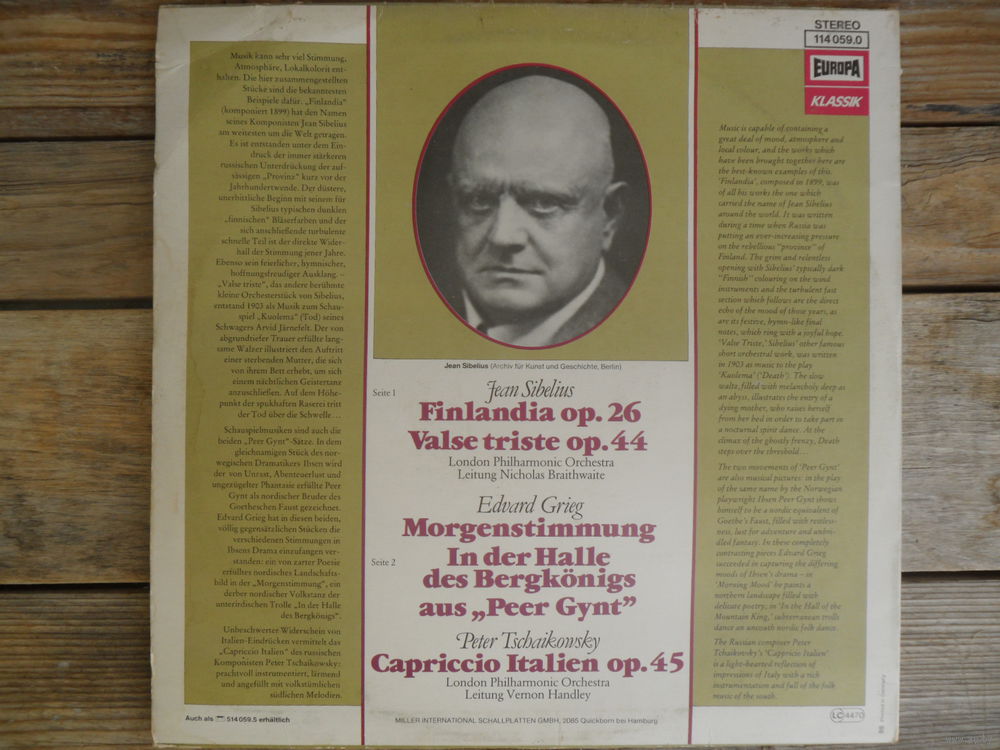 STEREO
114 059.0
EUROPA
KLASSIK
Musik kann sehr viel Stimmung,
Atmosphäre, Lokalkolorit ent-
halten. Die hier zusammengestellten
Stücke sind die bekanntesten
Beispiele dafür. „Finlandia"
(komponiert 1899) hat den Namen
seines Komponisten Jean Sibelius
am weitesten um die Welt getragen.
Es ist entstanden unter dem Ein-
druck der immer stärkeren
russischen Unterdrückung der auf-
sässigen „Provinz" kurz vor der
Jahrhundertwende. Der düstere,
unerbittliche Beginn mit seinem für
Sibelius typischen dunklen
„finnischen" Bläserfarben und der
sich anschließende turbulente
schnelle Teil ist der direkte Wider-
hall der Stimmung jener Jahre.
Ebenso sein feierlicher, hymnischer,
hoffnungsfreudiger Ausklang. –
„Valse triste", das andere berühmte
kleine Orchesterstück von Sibelius,
entstand 1903 als Musik zum Schau-
spiel „Kuolema" (Tod) seines
Schwagers Arvid Järnefelt. Der von
abgrundtiefer Trauer erfüllte lang-
same Walzer illustriert den Auftritt
einer sterbenden Mutter, die sich
von ihrem Bett erhebt, um sich
einem nächtlichen Geistertanz
anzuschließen. Auf dem Höhe-
punkt der spukhaften Raserei tritt
der Tod über die Schwelle...
Schauspielmusiken sind auch die
beiden „Peer Gynt"-Sätze. In dem
gleichnamigen Stück des nor-
wegischen Dramatikers Ibsen wird
der von Unrast, Abenteuerlust und
ungezügelter Phantasie erfüllte Peer
Gynt als nordischer Bruder des
Goetheschen Faust gezeichnet.
Edvard Grieg hat in diesen beiden,
völlig gegensätzlichen Stücken die
verschiedenen Stimmungen in
Ibsens Drama einzufangen ver-
standen: ein von zarter Poesie
erfülltes nordisches Landschafts-
bild in der „Morgenstimmung", ein
derber nordischer Volkstanz der
unterirdischen Trolle „In der Halle
des Bergkönigs".
Unbeschwerter Widerschein von
Italien-Eindrücken vermittelt das
„Capriccio Italien" des russischen
Komponisten Peter Tschaikowsky:
prachtvoll instrumentiert, lärmend
und angefüllt mit volkstümlichen
südlichen Melodien.
Auch als 514 059.5 erhältlich
Jean Sibelius (Archiv für Kunst und Geschichte, Berlin)
Seite 1
Jean Sibelius
Finlandia op. 26
Valse triste op. 44
London Philharmonic Orchestra
Leitung Nicholas Braithwaite
Edvard Grieg
Morgenstimmung
Seite 2
In der Halle
des Bergkönigs
aus „Peer Gynt"
Peter Tschaikowsky
Capriccio Italien op. 45
London Philharmonic Orchestra
Leitung Vernon Handley
MILLER INTERNATIONAL SCHALLPLATTEN GMBH, 2085 Quickborn bei Hamburg
Music is capable of containing a
great deal of mood, atmosphere and
local colour, and the works which
have been brought together here are
the best-known examples of this.
'Finlandia', composed in 1899, was
of all his works the one which
carried the name of Jean Sibelius
around the world. It was written
during a time when Russia was
putting an ever-increasing pressure
on the rebellious "province" of
Finland. The grim and relentless
opening with Sibelius' typically dark
"Finnish" colouring on the wind
instruments and the turbulent fast
section which follows are the direct
echo of the mood of those years, as
are its festive, hymn-like final
notes, which ring with a joyful hope.
'Valse Triste,' Sibelius' other famous
short orchestral work, was written
in 1903 as music to the play
'Kuolema' ('Death'). The slow
waltz, filled with melancholy deep as
an abyss, illustrates the entry of a
dying mother, who raises herself
from her bed in order to take part in
a nocturnal spirit dance. At the
climax of the ghostly frenzy, Death
steps over the threshold...
The two movements of 'Peer Gynt'
are also musical pictures: in the play
of the same name by the Norwegian
playwright Ibsen Peer Gynt shows
himself to be a nordic equivalent of
Goethe's Faust, filled with restless-
ness, lust for adventure and unbri-
dled fantasy. In these completely
contrasting pieces Edvard Grieg
succeeded in capturing the differing
moods of Ibsen's drama – in
'Morning Mood' he paints a
northern landscape filled with
delicate poetry, in 'In the Hall of the
Mountain King,' subterranean trolls
dance an uncouth nordic folk dance.
The Russian composer Peter
Tchaikovsky's 'Capriccio Italien'
is a light-hearted reflection of
impressions of Italy with a rich
instrumentation and full of the folk
music of the south.
LC 4470
Printed in Germany